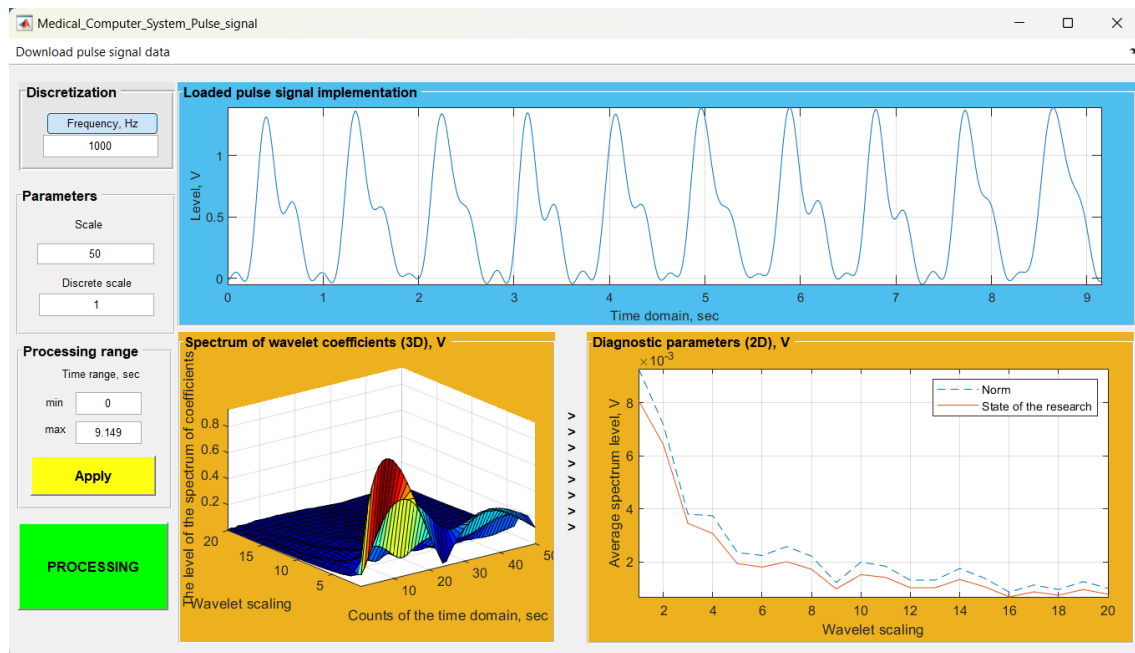 Medical_Computer_System_Pulse_signal
Download pulse signal data
Discretization
Frequency, Hz
1000
Parameters
Scale
50
Discrete scale
1
Processing range
Time range, sec
min 0
max 9.149
Apply
PROCESSING
Loaded pulse signal implementation
Level, V
1
0.5
0
0 1 2 3 4 5 6 7 8 9
Time domain, sec
Spectrum of wavelet coefficients (3D), V
The level of the spectrum of coefficients
0.8
0.6
0.4
0.2
20 15 10 5
10 20 30 40 50
Wavelet scaling
Counts of the time domain, sec
>
>
>
>
>
>
>
>
Diagnostic parameters (2D), V
×10-3
Norm
State of the research
Average spectrum level, V
8
6
4
2
2 4 6 8 10 12 14 16 18 20
Wavelet scaling